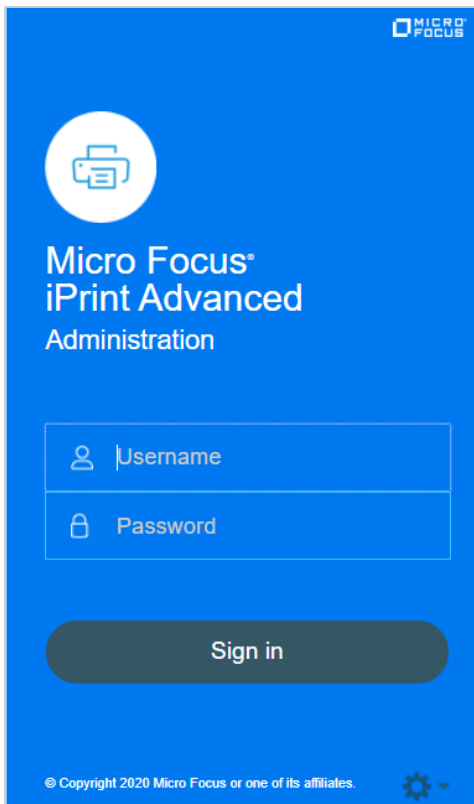 MICRO
FOCUS
Micro Focus®
iPrint Advanced
Administration
Username
Password
Sign in
© Copyright 2020 Micro Focus or one of its affiliates.